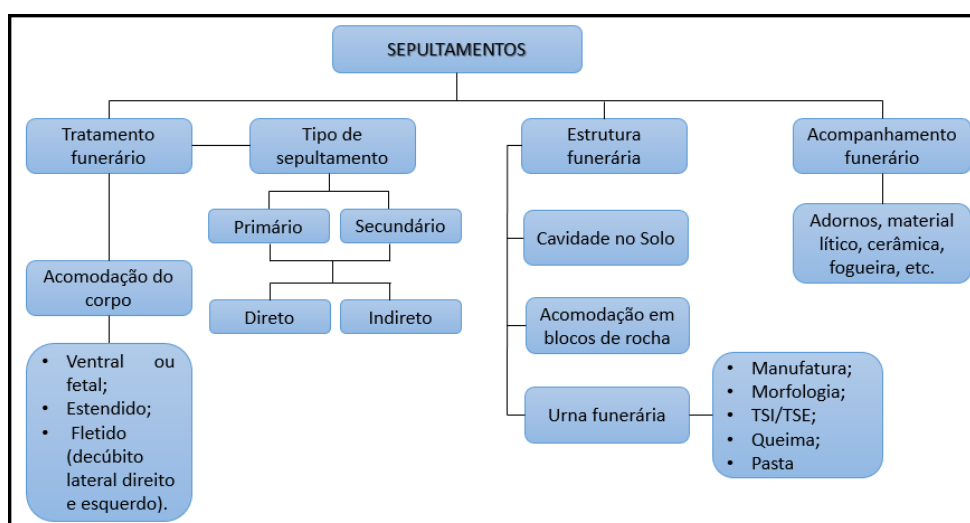 SEPULTAMENTOS
Tratamento
funerário
Tipo de
sepultamento
Estrutura
funerária
Acompanhamento
funerário
Primário
Secundário
Direto
Indireto
Acomodação do
corpo
• Ventral ou
fetal;
• Estendido;
• Fletido
(decúbito
lateral direito
e esquerdo).
Cavidade no Solo
Acomodação em
blocos de rocha
Urna funerária
• Manufatura;
• Morfologia;
• TSI/TSE;
• Queima;
• Pasta
Adornos, material
lítico, cerâmica,
fogueira, etc.